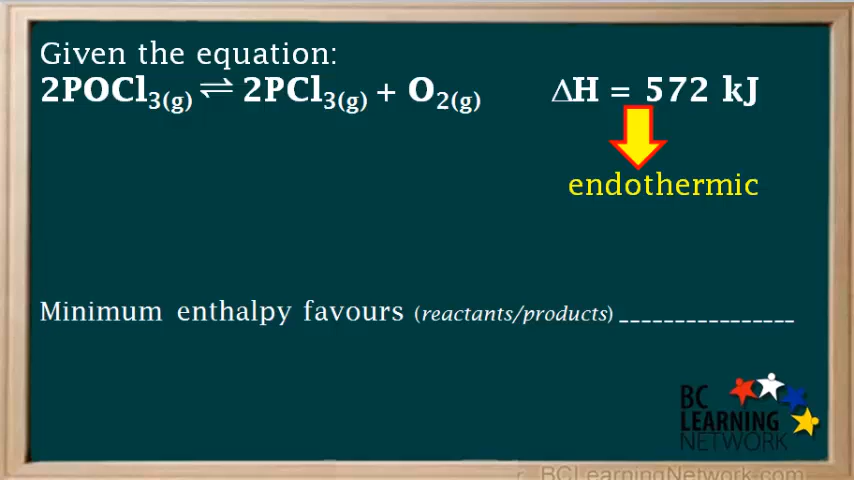 Given the equation:
2POCl₃(g) ⇌ 2PCl₃(g) + O₂(g) ΔH = 572 kJ
endothermic
Minimum enthalpy favours (reactants/products) ________________
BC
LEARNING
NETWORK
BCLearningNetwork.com